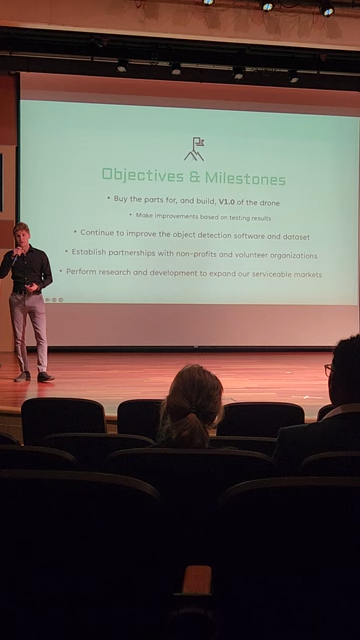 Objectives & Milestones
• Buy the parts for, and build, V1.0 of the drone
• Make improvements based on testing results
• Continue to improve the object detection software and dataset
• Establish partnerships with non-profits and volunteer organizations
• Perform research and development to expand our serviceable markets